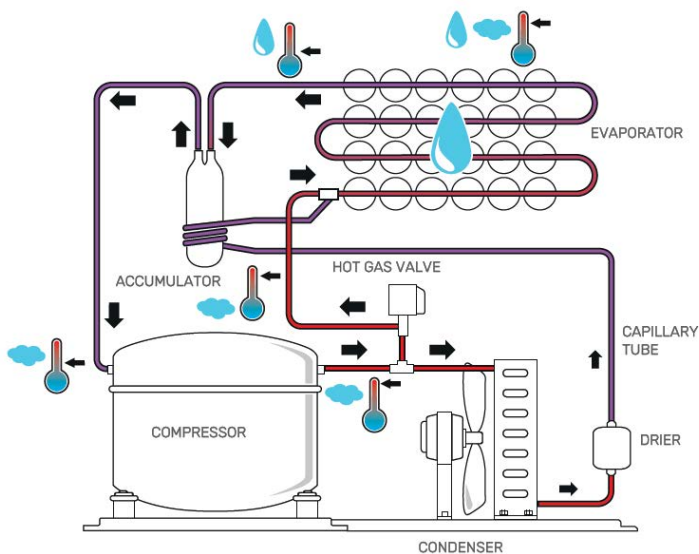 EVAPORATOR
HOT GAS VALVE
ACCUMULATOR
CAPILLARY
TUBE
COMPRESSOR
DRIER
CONDENSER